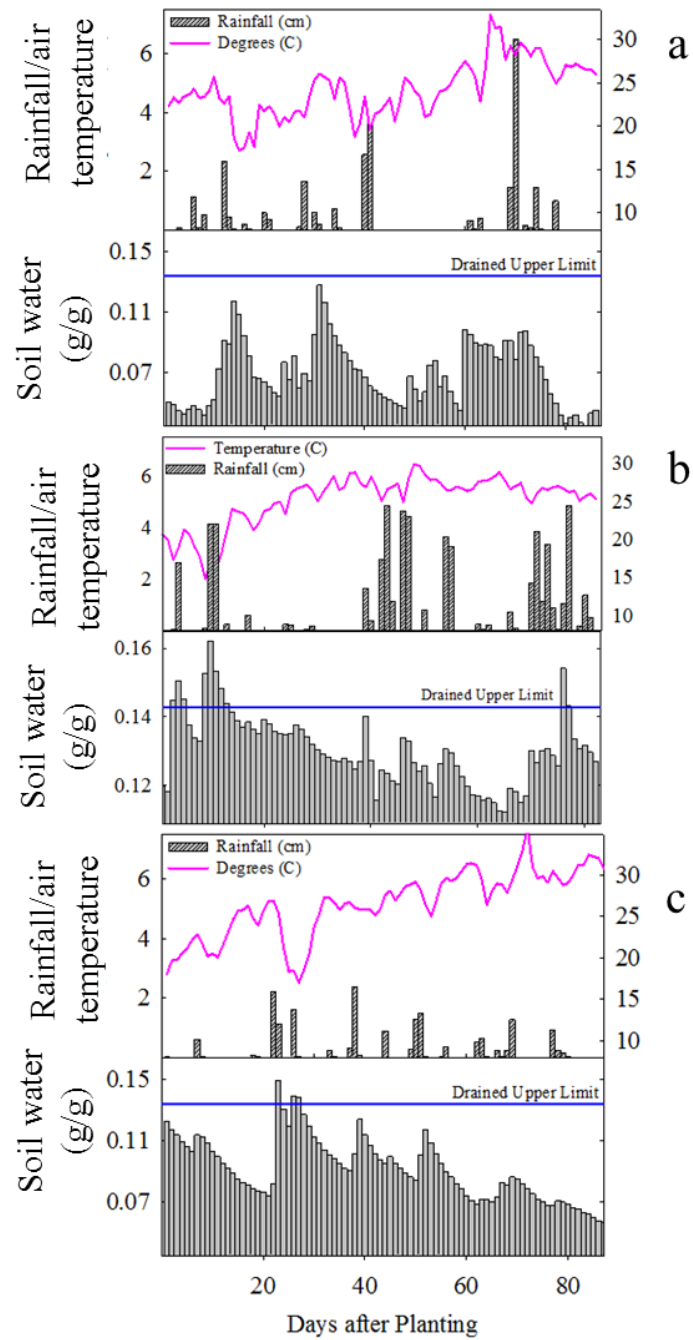 Rainfall (cm)
Degrees (C)
a
Rainfall/air
temperature
6
4
2
30
25
20
15
10
Soil water
(g/g)
0.15
0.11
0.07
Drained Upper Limit
Temperature (C)
Rainfall (cm)
b
Rainfall/air
temperature
6
4
2
30
25
20
15
10
Soil water
(g/g)
0.16
0.14
0.12
Drained Upper Limit
Rainfall (cm)
Degrees (C)
c
Rainfall/air
temperature
6
4
2
30
25
20
15
10
Soil water
(g/g)
0.15
0.11
0.07
Drained Upper Limit
20 40 60 80
Days after Planting